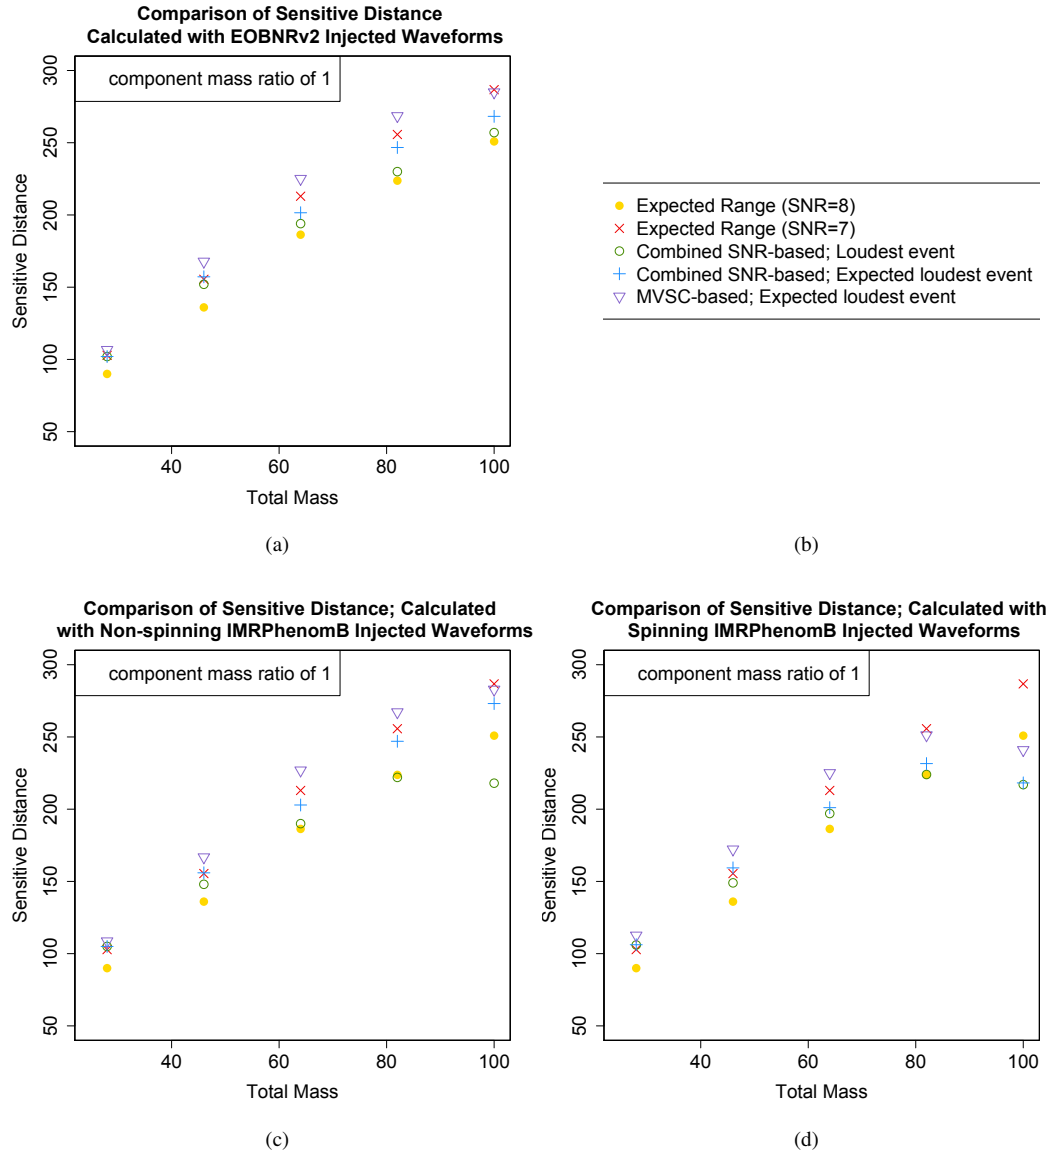 Comparison of Sensitive Distance
Calculated with EOBNRv2 Injected Waveforms
component mass ratio of 1
300
250
200
150
100
50
Sensitive Distance
40 60 80 100
Total Mass
(a)
Expected Range (SNR=8)
Expected Range (SNR=7)
Combined SNR-based; Loudest event
Combined SNR-based; Expected loudest event
MVSC-based; Expected loudest event
(b)
Comparison of Sensitive Distance; Calculated
with Non-spinning IMRPhenomB Injected Waveforms
component mass ratio of 1
300
250
200
150
100
50
Sensitive Distance
40 60 80 100
Total Mass
(c)
Comparison of Sensitive Distance; Calculated with
Spinning IMRPhenomB Injected Waveforms
component mass ratio of 1
300
250
200
150
100
50
Sensitive Distance
40 60 80 100
Total Mass
(d)